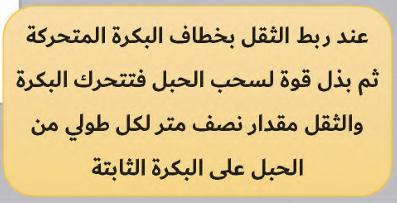 عند ربط الثقل بخطاف البكرة المتحركة
ثم بذل قوة لسحب الحبل فتتحرك البكرة
والثقل مقدار نصف متر لكل طولي من
الحبل على البكرة الثابتة